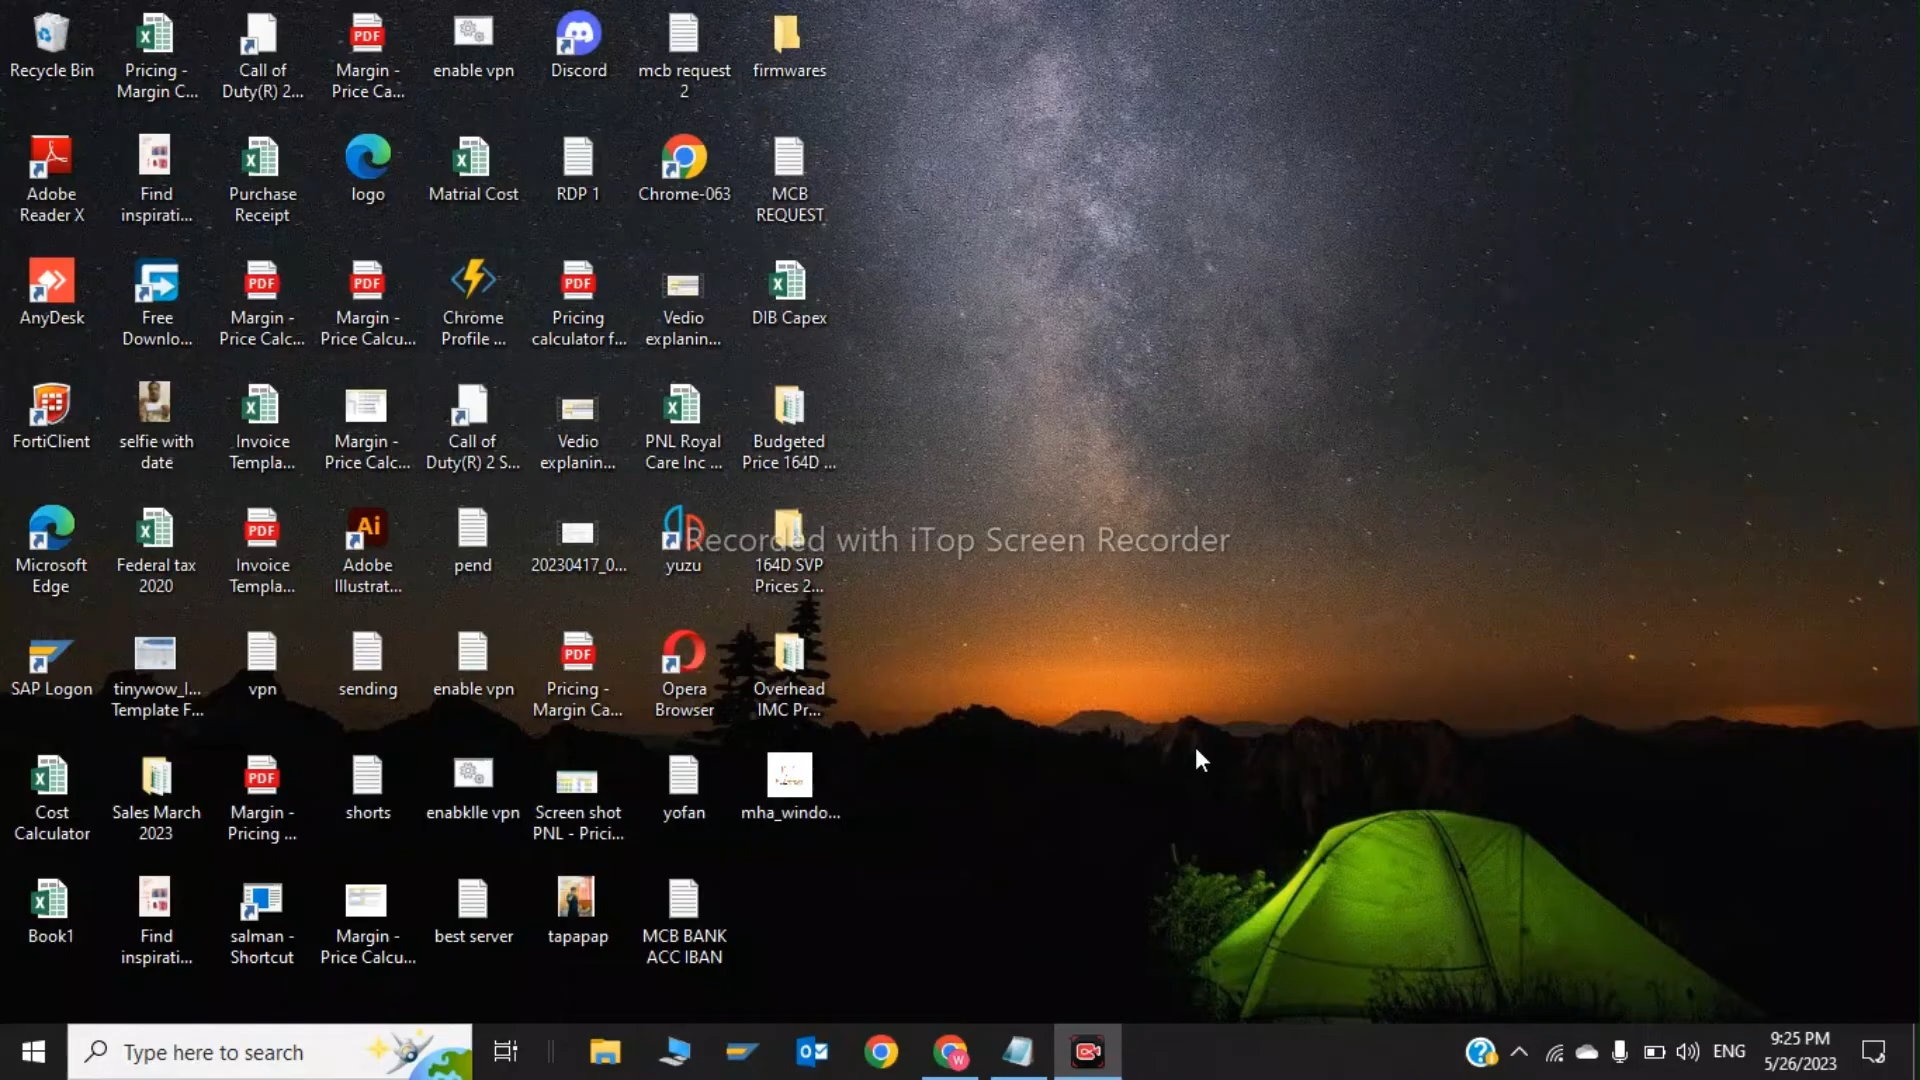 Recycle Bin
Pricing -
Margin C...
Call of
Duty(R) 2...
Margin -
Price Ca...
enable vpn
Discord
mcb request
2
firmwares
Adobe
Reader X
Find
inspirati...
Purchase
Receipt
logo
Matrial Cost
RDP 1
Chrome-063
MCB
REQUEST
AnyDesk
Free
Downlo...
Margin -
Price Calc...
Margin -
Price Calcu...
Chrome
Profile ...
Pricing
calculator f...
Vedio
explanin...
DIB Capex
FortiClient
selfie with
date
Invoice
Templa...
Margin -
Price Calc...
Call of
Duty(R) 2 S...
Vedio
explanin...
PNL Royal
Care Inc ...
Budgeted
Price 164D ...
Microsoft
Edge
Federal tax
2020
Invoice
Templa...
Adobe
Illustrat...
pend
20230417_0...
yuzu
164D SVP
Prices 2...
Recorded with iTop Screen Recorder
SAP Logon
tinywow_I...
Template F...
vpn
sending
enable vpn
Pricing -
Margin Ca...
Opera
Browser
Overhead
IMC Pr...
Cost
Calculator
Sales March
2023
Margin -
Pricing ...
shorts
enabklle vpn
Screen shot
PNL - Prici...
yofan
mha_windo...
Book1
Find
inspirati...
salman -
Shortcut
Margin -
Price Calcu...
best server
tapapap
MCB BANK
ACC IBAN
Type here to search
ENG
9:25 PM
5/26/2023